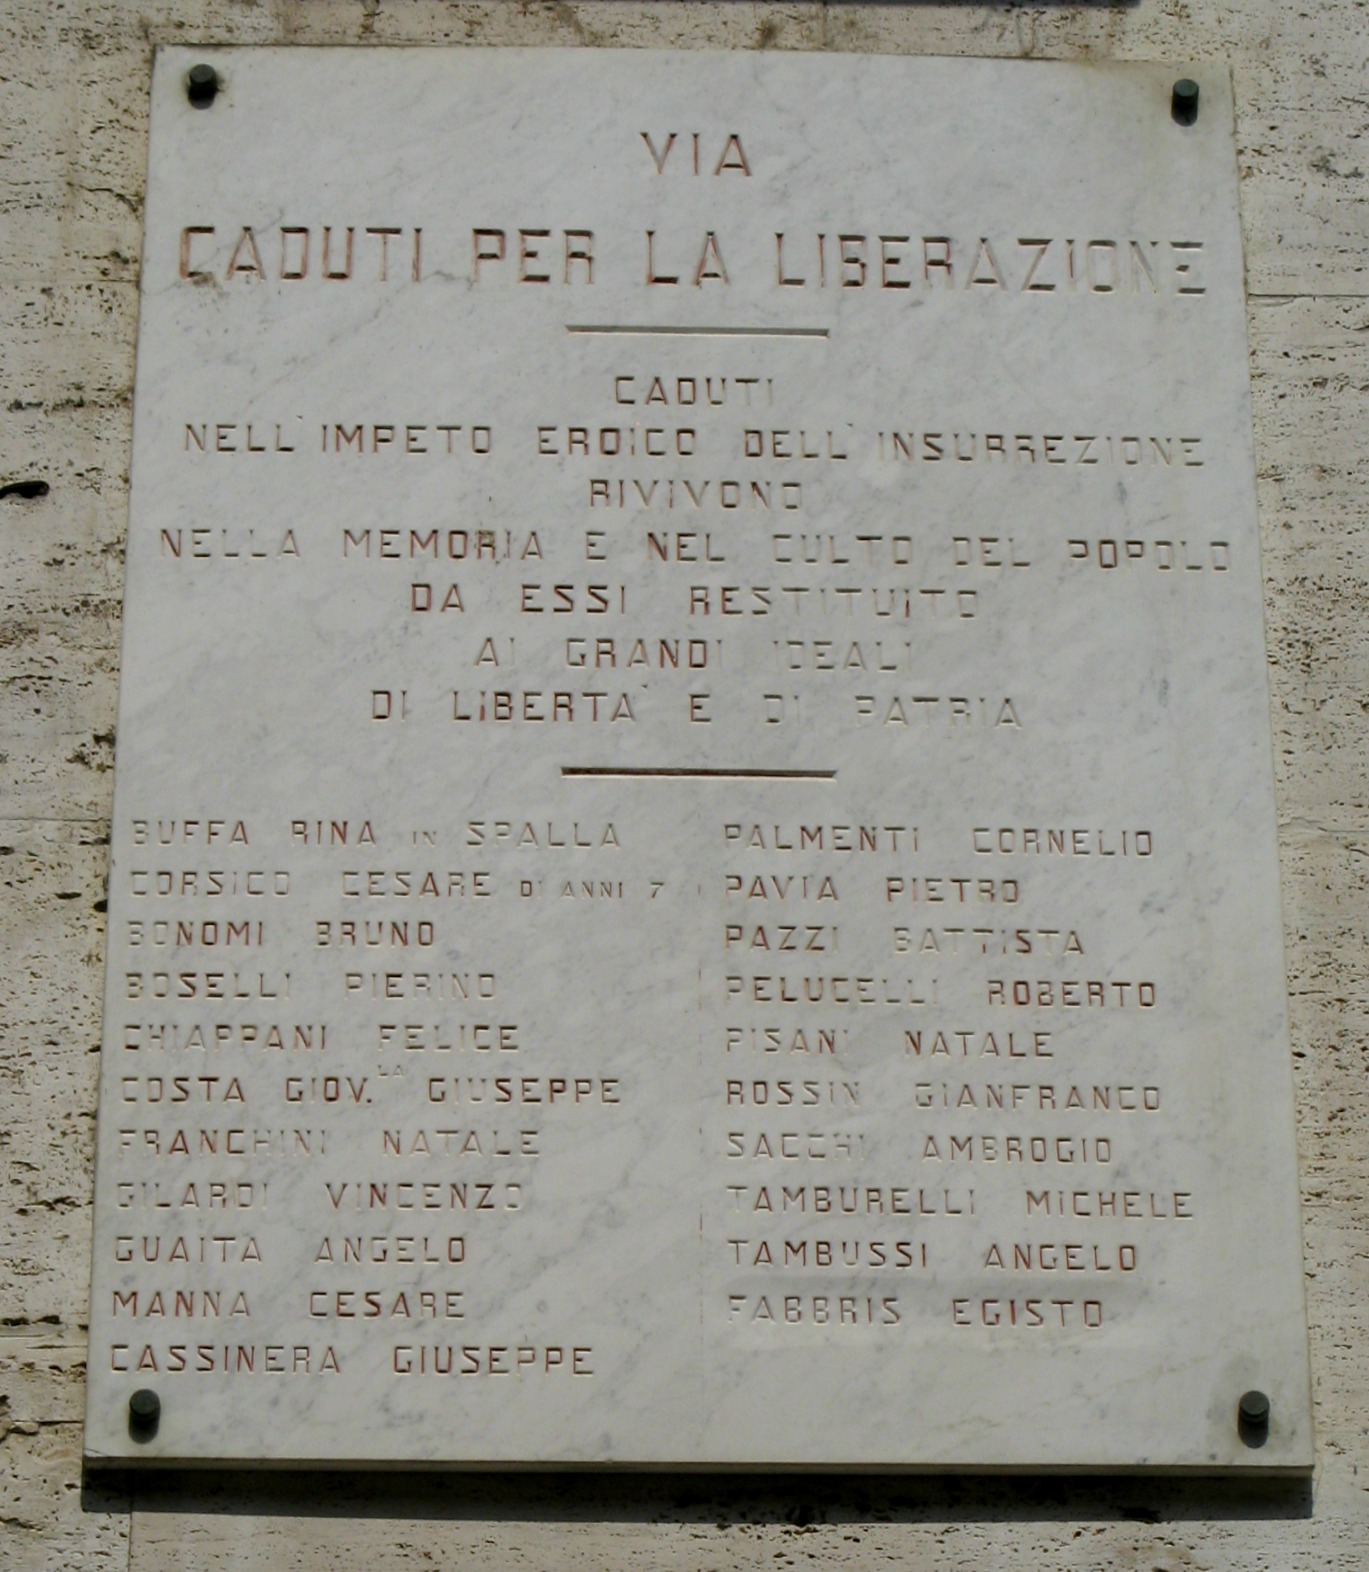 VIA
CADUTI PER LA LIBERAZIONE
CADUTI
NELL'IMPETO EROICO DELL'INSURREZIONE
RIVIVONO
NELLA MEMORIA E NEL CULTO DEL POPOLO
DA ESSI RESTITUITO
AI GRANDI IDEALI
DI LIBERTA' E DI PATRIA
BUFFA RINA IN SPALLA
CORSICO CESARE DI ANNI 7
BONOMI BRUNO
BOSELLI PIERINO
CHIAPPANI FELICE
COSTA GIOV.LA GIUSEPPE
FRANCHINI NATALE
GILARDI VINCENZO
GUAITA ANGELO
MANNA CESARE
CASSINERA GIUSEPPE
PALMENTI CORNELIO
PAVIA PIETRO
PAZZI BATTISTA
PELUCELLI ROBERTO
PISANI NATALE
ROSSIN GIANFRANCO
SACCHI AMBROGIO
TAMBURELLI MICHELE
TAMBUSSI ANGELO
FABBRIS EGISTO